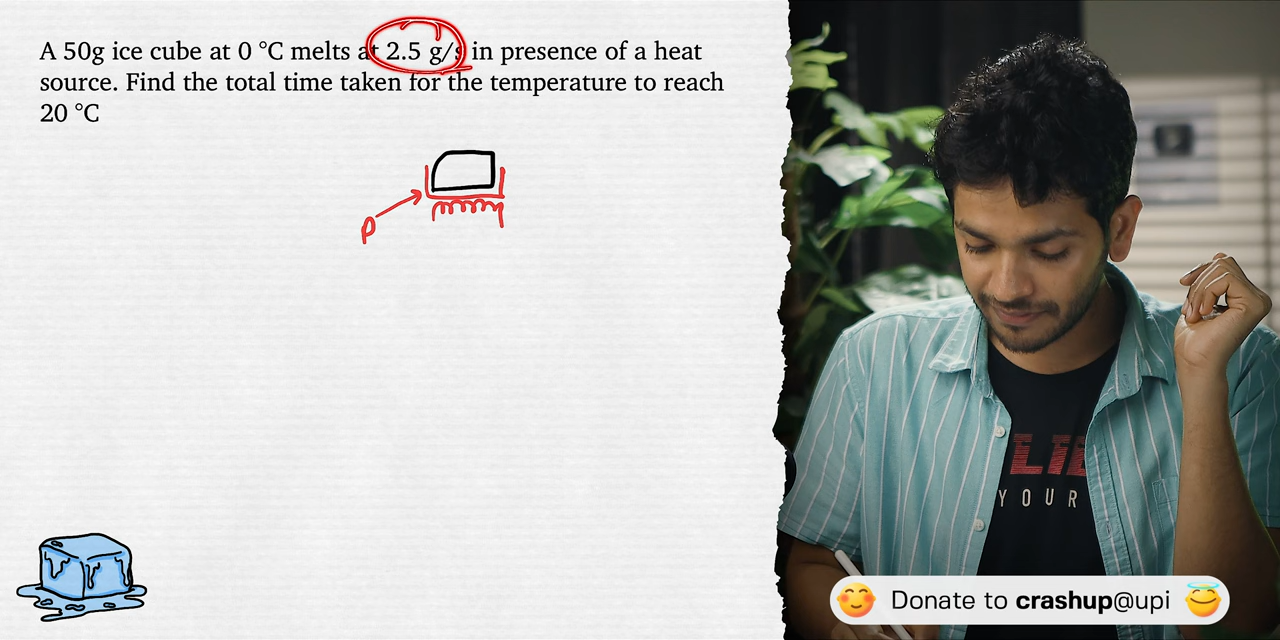 A 50g ice cube at 0 °C melts at 2.5 g/s in presence of a heat
source. Find the total time taken for the temperature to reach
20 °C
P
YOUR
Donate to crashup@upi